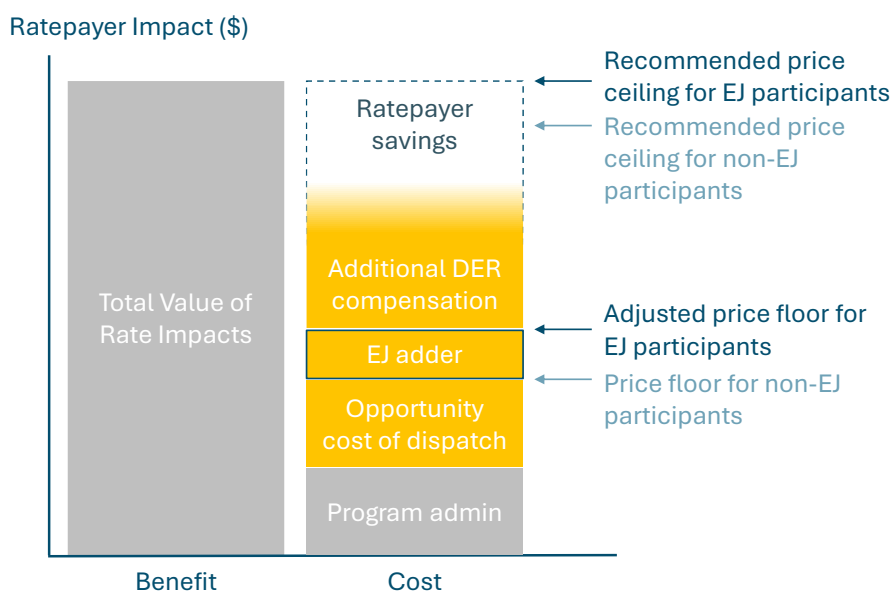 Ratepayer Impact ($)
Recommended price
ceiling for EJ participants
Recommended price
ceiling for non-EJ
participants
Ratepayer
savings
Additional DER
compensation
Total Value of
Rate Impacts
Adjusted price floor for
EJ participants
EJ adder
Price floor for non-EJ
participants
Opportunity
cost of dispatch
Program admin
Benefit
Cost